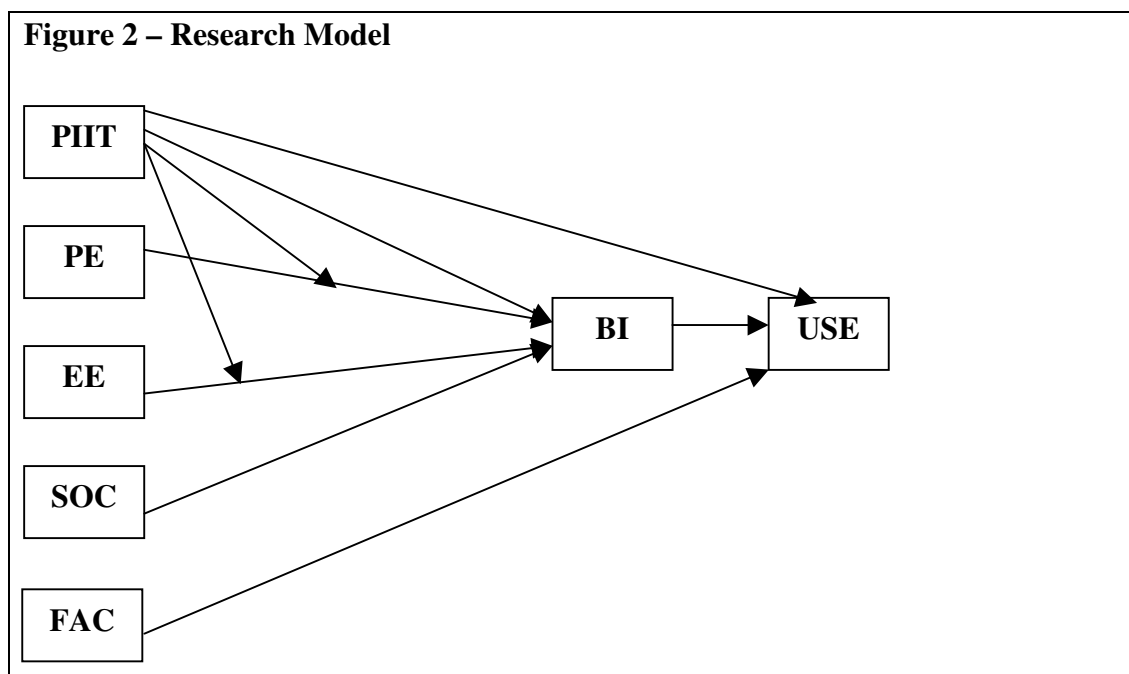 Figure 2 – Research Model
PIIT
PE
EE
BI
USE
SOC
FAC